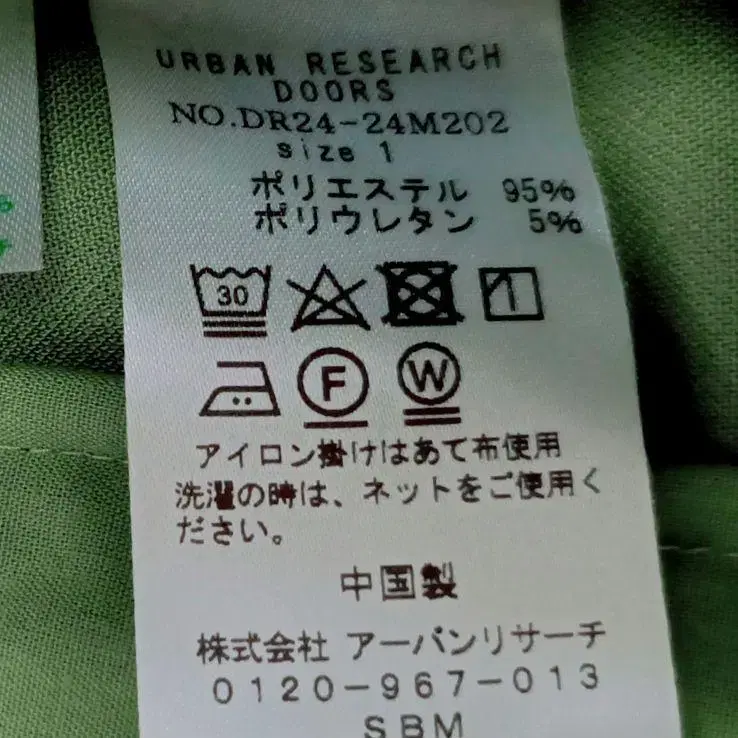 URBAN RESEARCH
DOORS
NO.DR24-24M202
size 1
ポリエステル 95%
ポリウレタン 5%
30
F
W
アイロン掛けはあて布使用
洗濯の時は、ネットをご使用く
ださい。
中国製
株式会社 アーバンリサーチ
0120-967-013
SBM